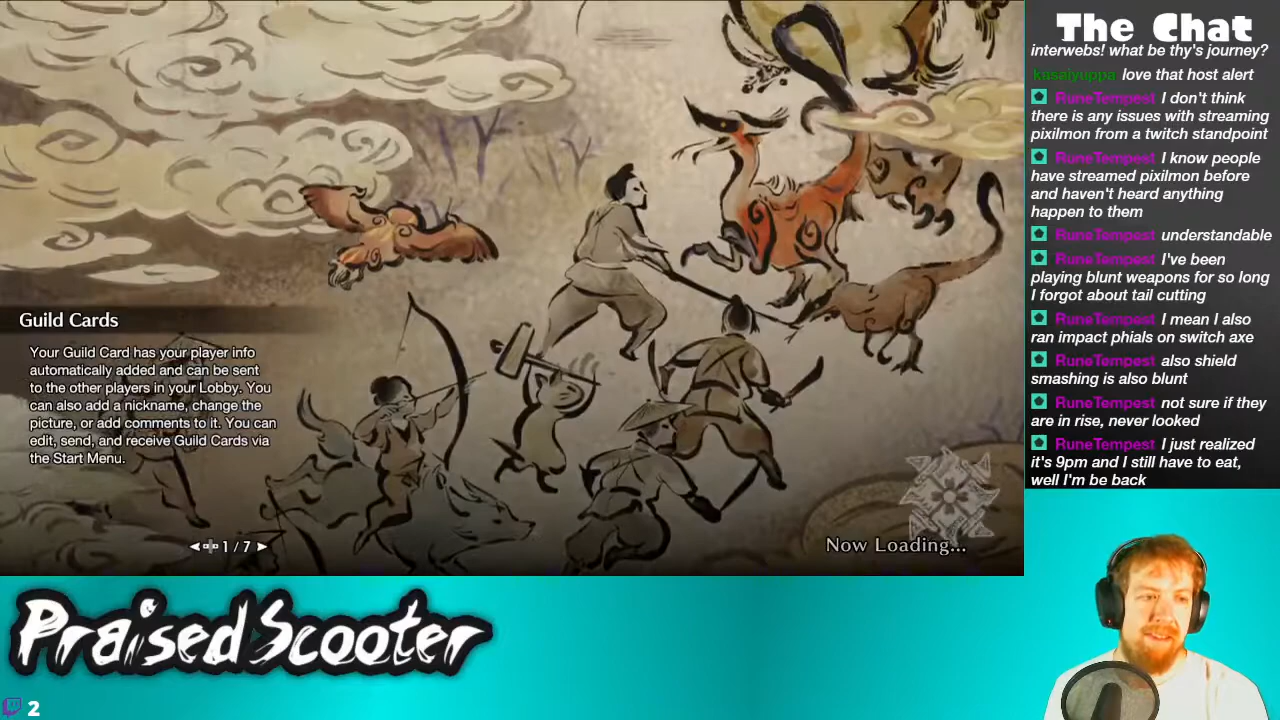 The Chat
interwebs! what be thy's journey?
kusaiyuppa love that host alert
RuneTempest I don't think
there is any issues with streaming
pixilmon from a twitch standpoint
RuneTempest I know people
have streamed pixilmon before
and haven't heard anything
happen to them
RuneTempest understandable
RuneTempest I've been
playing blunt weapons for so long
I forgot about tail cutting
RuneTempest I mean I also
ran impact phials on switch axe
RuneTempest also shield
smashing is also blunt
RuneTempest not sure if they
are in rise, never looked
RuneTempest I just realized
it's 9pm and I still have to eat,
well I'm be back
Guild Cards
Your Guild Card has your player info
automatically added and can be sent
to the other players in your Lobby. You
can also add a nickname, change the
picture, or add comments to it. You can
edit, send, and receive Guild Cards via
the Start Menu.
1 / 7
Now Loading...
PraisedScooter
2